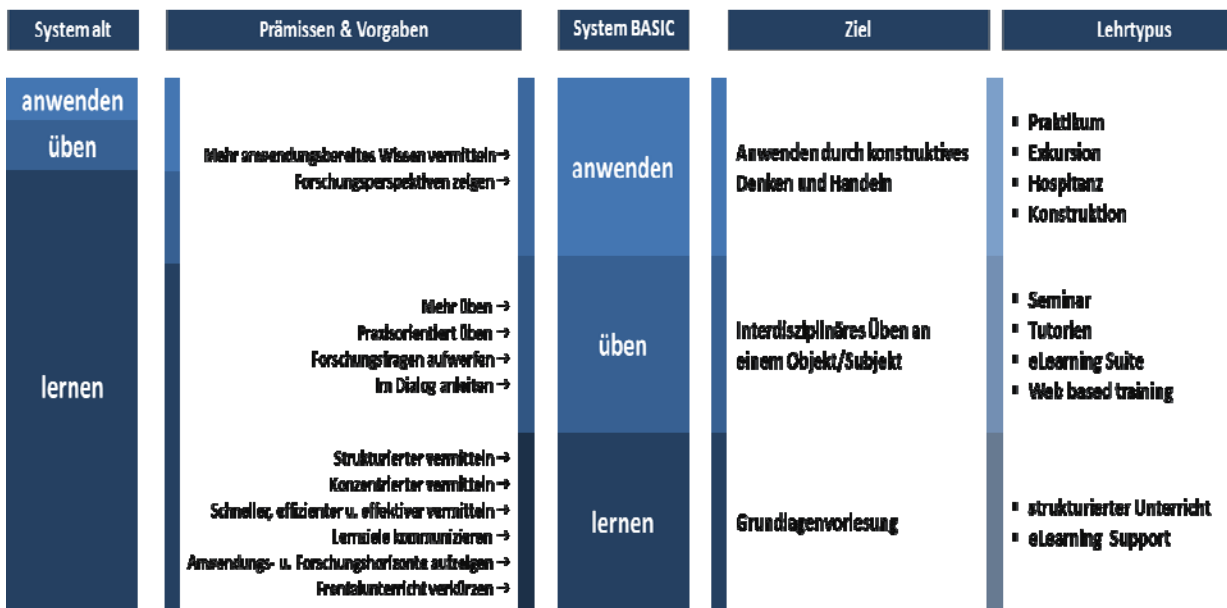 System alt
Prämissen & Vorgaben
System BASIC
Ziel
Lehrtypus
anwenden
üben
lernen
Mehr anwendungsbereites Wissen vermitteln →
Forschungsperspektiven zeigen →
Mehr üben →
Praxisorientiert üben →
Forschungsfragen aufwerfen →
Im Dialog anleiten →
Strukturierter vermitteln →
Konzentrierter vermitteln →
Schneller, effizienter u. effektiver vermitteln →
Lernziele kommunizieren →
Anwendungs- u. Forschungshorizonte aufzeigen →
Frontalunterricht verkürzen →
anwenden
üben
lernen
Anwenden durch konstruktives
Denken und Handeln
Interdisziplinäres Üben an
einem Objekt/Subjekt
Grundlagenvorlesung
▪ Praktikum
▪ Exkursion
▪ Hospitanz
▪ Konstruktion
▪ Seminar
▪ Tutorien
▪ eLearning Suite
▪ Web based training
▪ strukturierter Unterricht
▪ eLearning Support